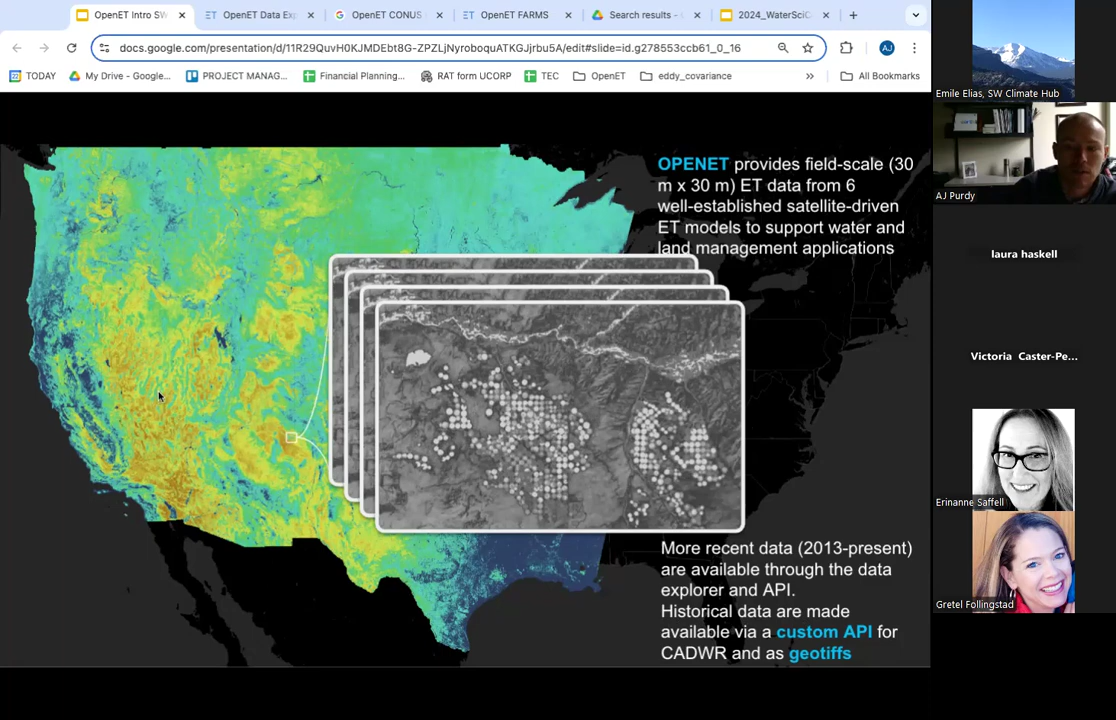 OpenET Intro SW
OpenET Data Exp
OpenET CONUS
OpenET FARMS
Search results -
2024_WaterSciC
docs.google.com/presentation/d/11R29QuvH0KJMDEbt8G-ZPZLjNyroboquATKGJjrbu5A/edit#slide=id.g278553ccb61_0_16
AJ
TODAY
My Drive - Google...
PROJECT MANAG...
Financial Planning...
RAT form UCORP
TEC
OpenET
eddy_covariance
All Bookmarks
OPENET provides field-scale (30
m x 30 m) ET data from 6
well-established satellite-driven
ET models to support water and
land management applications
More recent data (2013-present)
are available through the data
explorer and API.
Historical data are made
available via a custom API for
CADWR and as geotiffs
Emile Elias, SW Climate Hub
AJ Purdy
laura haskell
Victoria Caster-Pe...
Erinanne Saffell
Gretel Follingstad